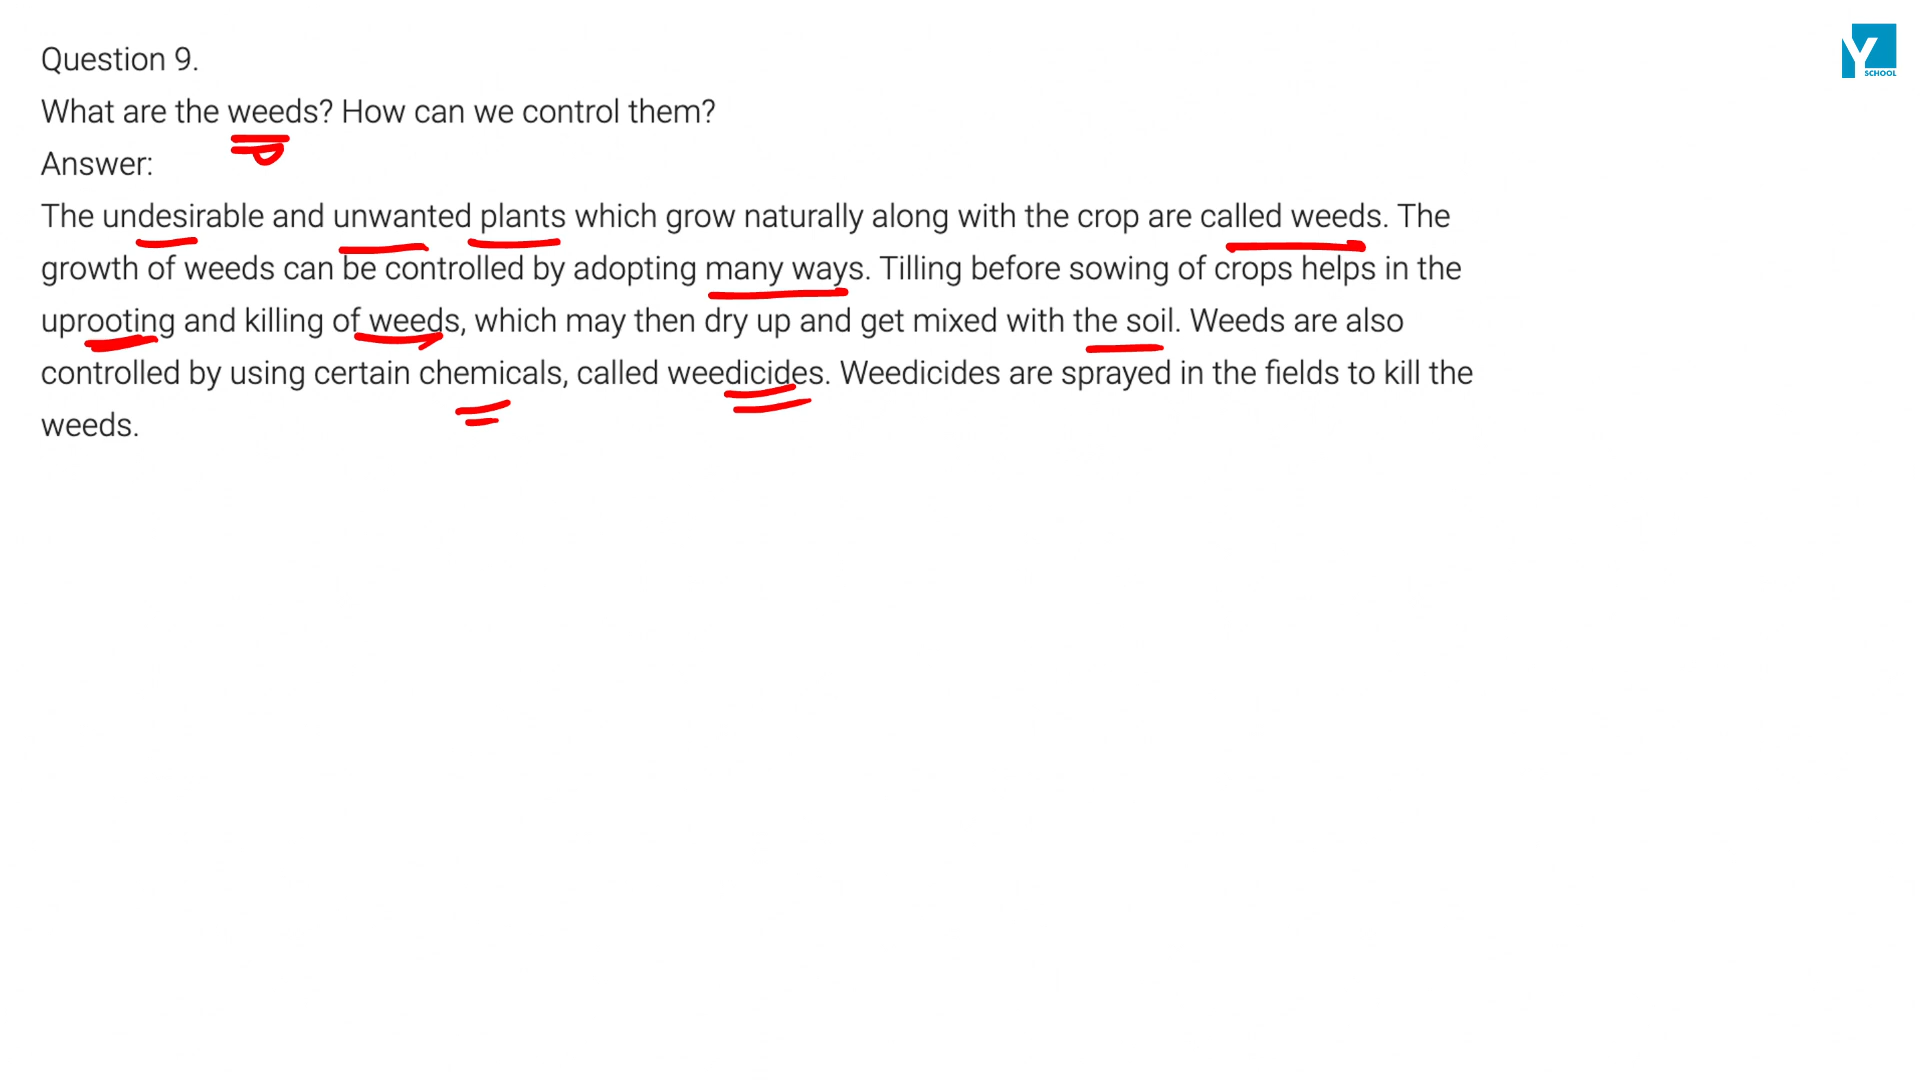 Question 9.
What are the weeds? How can we control them?
Answer:
The undesirable and unwanted plants which grow naturally along with the crop are called weeds. The
growth of weeds can be controlled by adopting many ways. Tilling before sowing of crops helps in the
uprooting and killing of weeds, which may then dry up and get mixed with the soil. Weeds are also
controlled by using certain chemicals, called weedicides. Weedicides are sprayed in the fields to kill the
weeds.
Y
SCHOOL